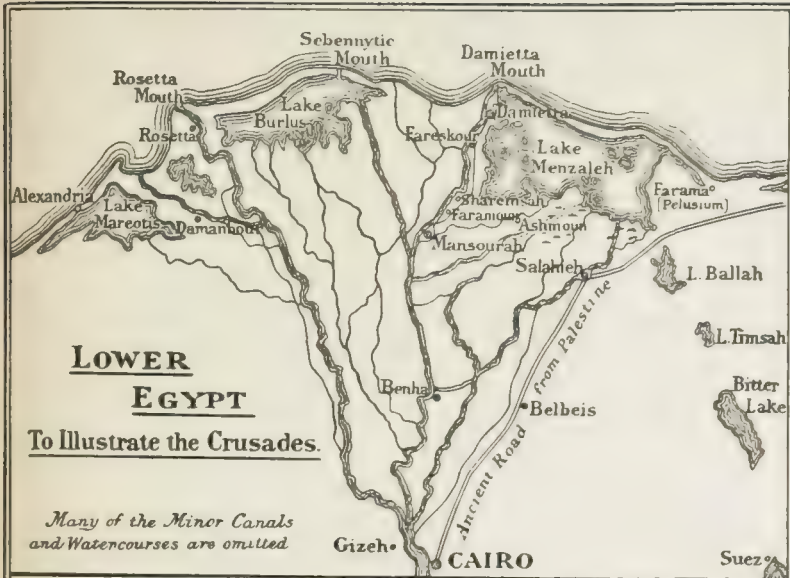 Sebennytic
Mouth
Damietta
Mouth
Rosetta
Mouth
Lake
Burlus
Damietta
Rosetta
Fareskour
Lake
Menzaleh
Alexandria
Lake
Mareotis
Damanhour
Sharemsah
Faramoun
Ashmoun
Farama
(Pelusium)
Mansourah
Salahieh
L. Ballah
L. Timsah
Bitter
Lake
LOWER
EGYPT
To Illustrate the Crusades.
Benha
Belbeis
Ancient Road from Palestine
Many of the Minor Canals
and Watercourses are omitted
Gizeh
CAIRO
Suez